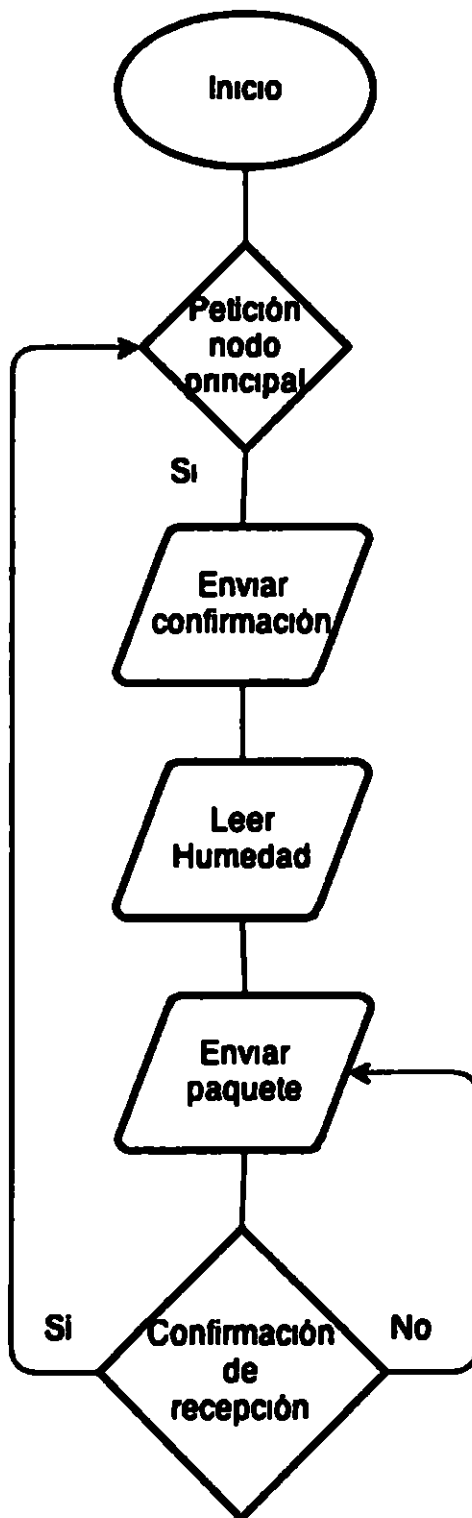 Inicio
Petición
nodo
principal
Si
Enviar
confirmación
Leer
Humedad
Enviar
paquete
Si
No
Confirmación
de
recepción